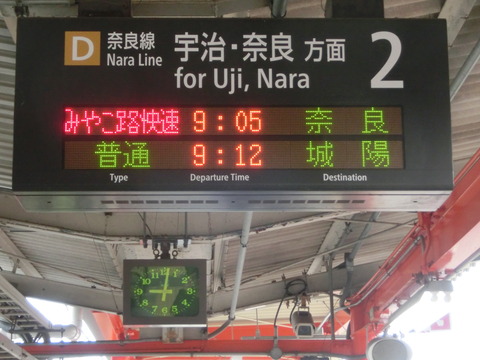 D 奈良線 宇治・奈良 方面 2
Nara Line for Uji, Nara
みやこ路快速 9:05 奈良
普通 9:12 城陽
Type Departure Time Destination